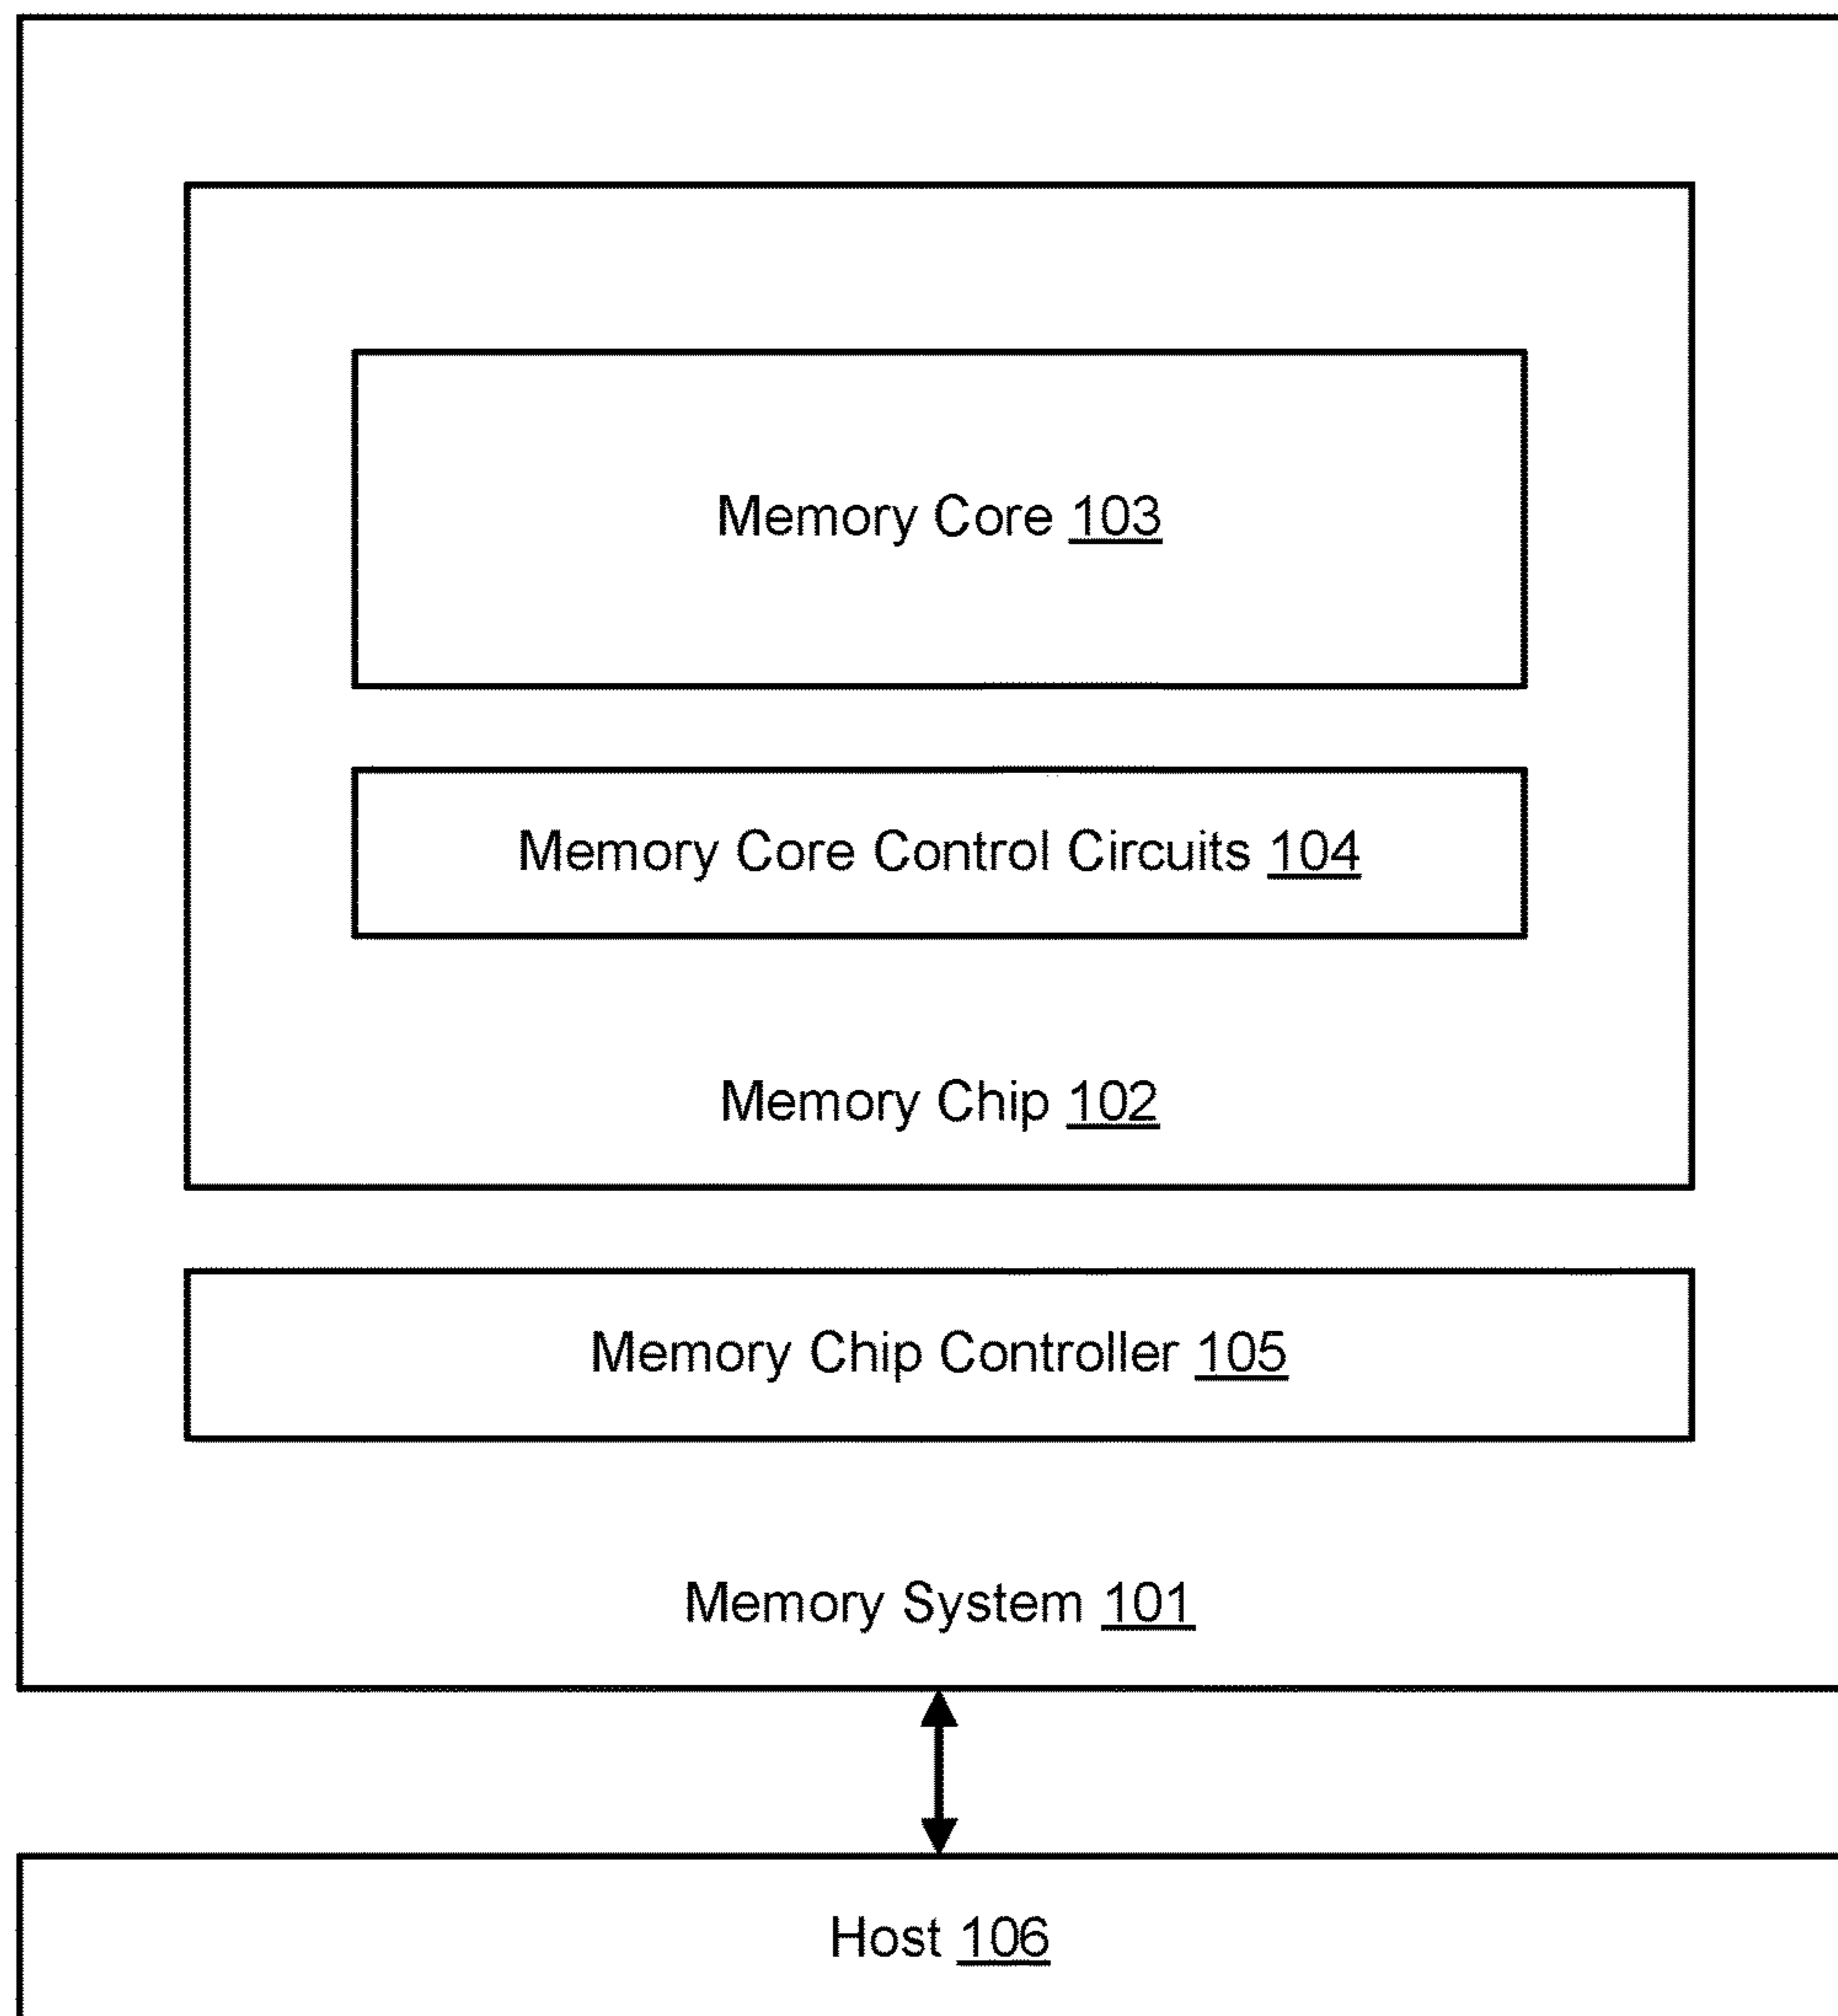 Memory Core 103
Memory Core Control Circuits 104
Memory Chip 102
Memory Chip Controller 105
Memory System 101
Host 106